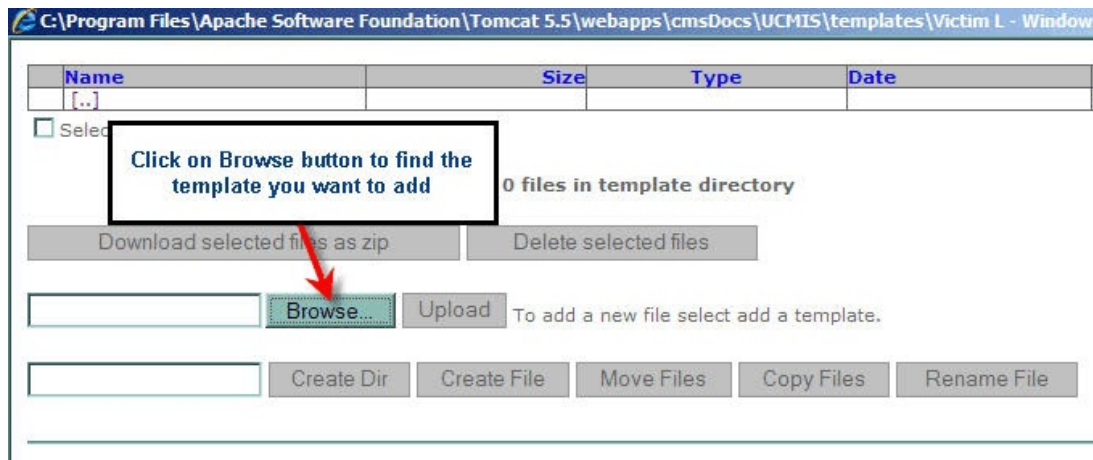 C:\Program Files\Apache Software Foundation\Tomcat 5.5\webapps\cmsDocs\UCMIS\templates\Victim L - Window
Name Size Type Date
[..]
Click on Browse button to find the
template you want to add
0 files in template directory
Download selected files as zip Delete selected files
Browse... Upload To add a new file select add a template.
Create Dir Create File Move Files Copy Files Rename File